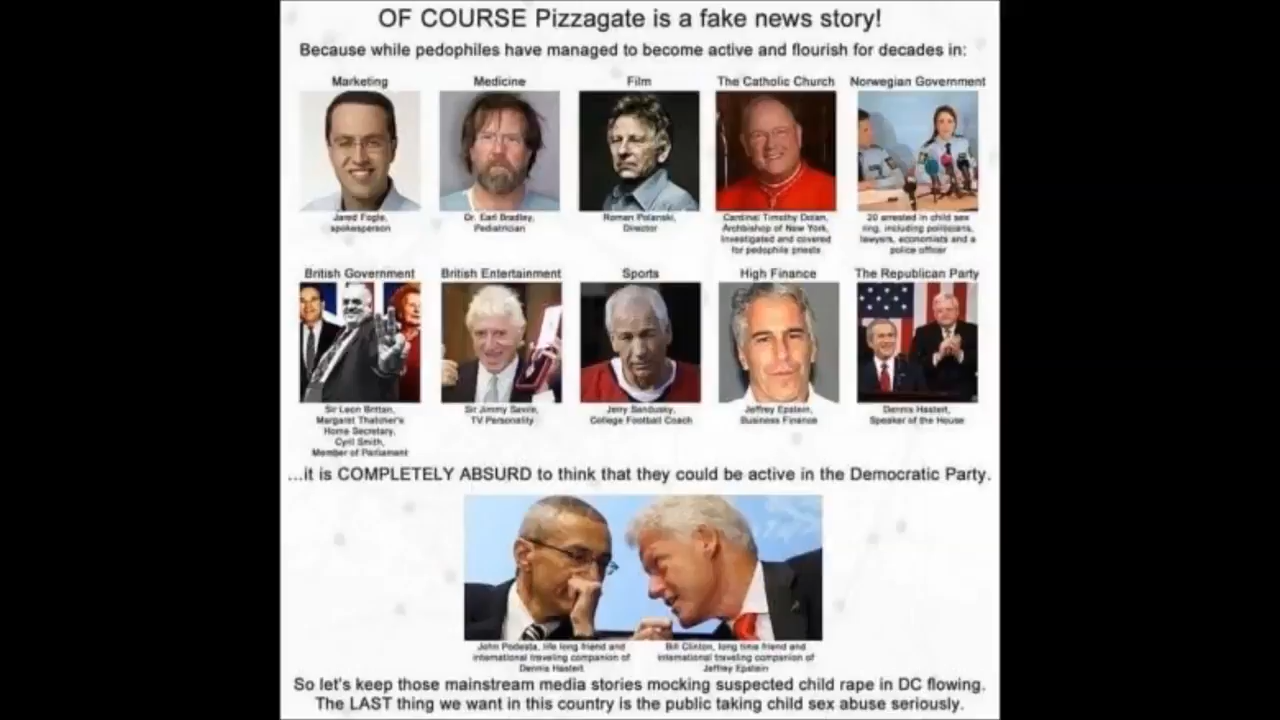 OF COURSE Pizzagate is a fake news story!
Because while pedophiles have managed to become active and flourish for decades in:
Marketing Medicine Film The Catholic Church Norwegian Government
Jared Fogle, Dr. Earl Bradley, Roman Polanski, Cardinal Timothy Dolan, 20 arrested in child sex
spokesperson Pediatrician Director Archbishop of New York, ring, including politicians,
Investigated and covered lawyers, economists and a
for pedophile priests police officer
British Government British Entertainment Sports High Finance The Republican Party
Sir Leon Brittan, Sir Jimmy Savile, Jerry Sandusky, Jeffrey Epstein, Dennis Hastert,
Margaret Thatcher's TV Personality College Football Coach Business Finance Speaker of the House
Home Secretary,
Cyril Smith,
Member of Parliament
...it is COMPLETELY ABSURD to think that they could be active in the Democratic Party.
John Podesta, life long friend and Bill Clinton, long time friend and
international traveling companion of international traveling companion of
Dennis Hastert Jeffrey Epstein
So let's keep those mainstream media stories mocking suspected child rape in DC flowing.
The LAST thing we want in this country is the public taking child sex abuse seriously.